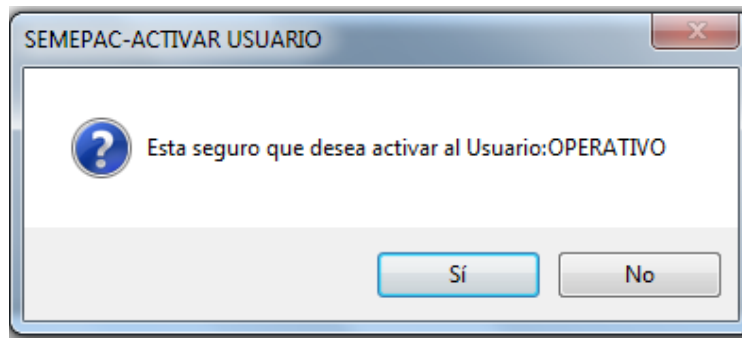 SEMEPAC-ACTIVAR USUARIO
Esta seguro que desea activar al Usuario:OPERATIVO
Sí
No